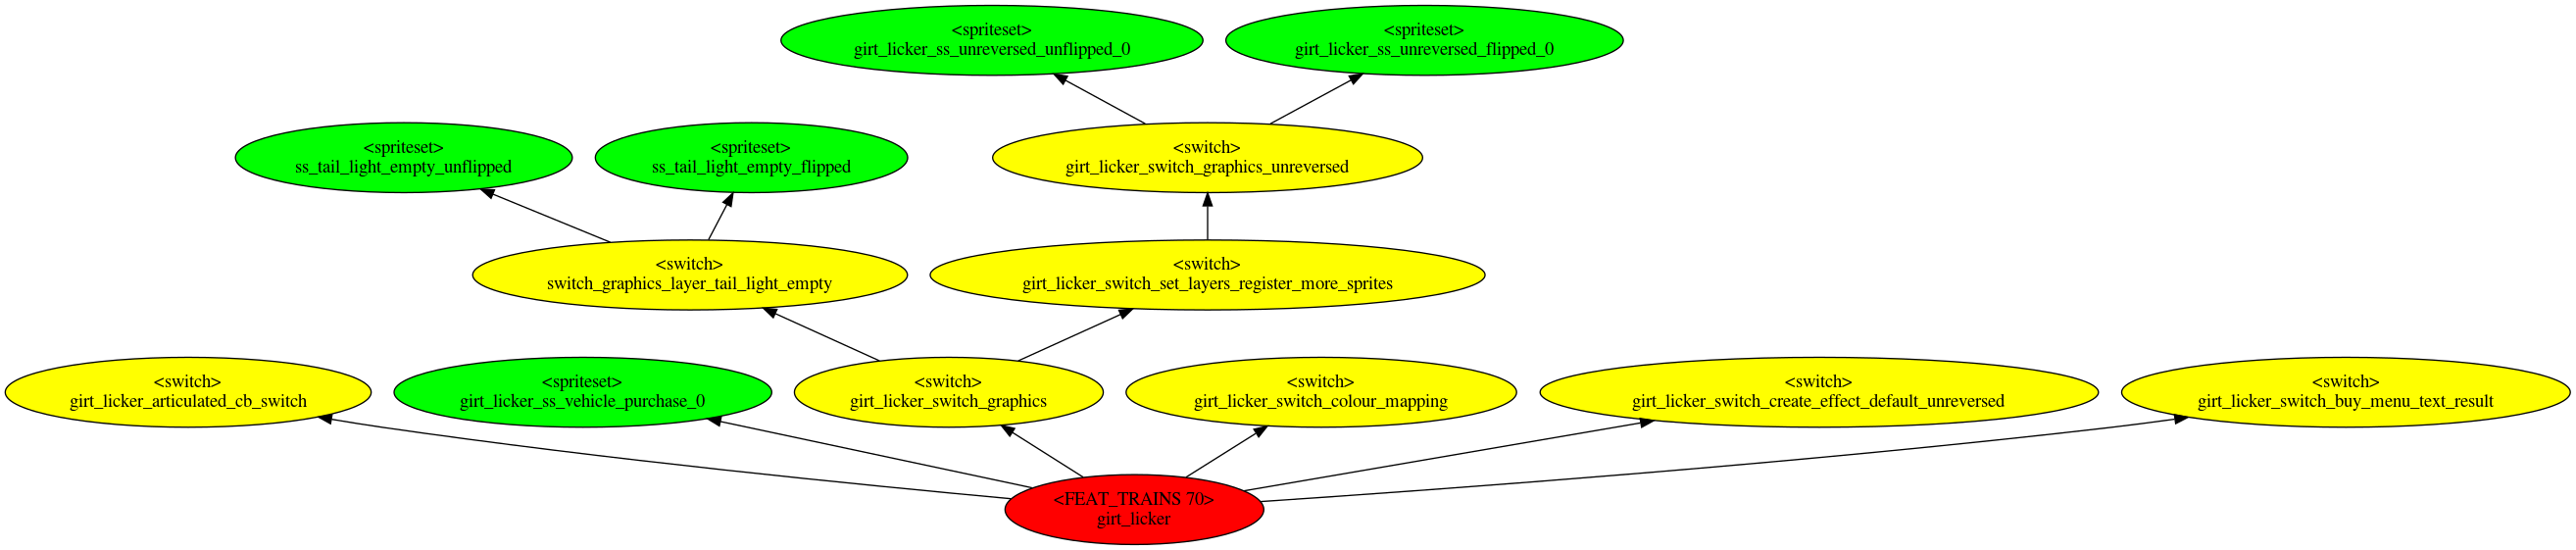 <spriteset>
girt_licker_ss_unreversed_unflipped_0
<spriteset>
girt_licker_ss_unreversed_flipped_0
<spriteset>
ss_tail_light_empty_unflipped
<spriteset>
ss_tail_light_empty_flipped
<switch>
girt_licker_switch_graphics_unreversed
<switch>
switch_graphics_layer_tail_light_empty
<switch>
girt_licker_switch_set_layers_register_more_sprites
<switch>
girt_licker_articulated_cb_switch
<spriteset>
girt_licker_ss_vehicle_purchase_0
<switch>
girt_licker_switch_graphics
<switch>
girt_licker_switch_colour_mapping
<switch>
girt_licker_switch_create_effect_default_unreversed
<switch>
girt_licker_switch_buy_menu_text_result
<FEAT_TRAINS 70>
girt_licker